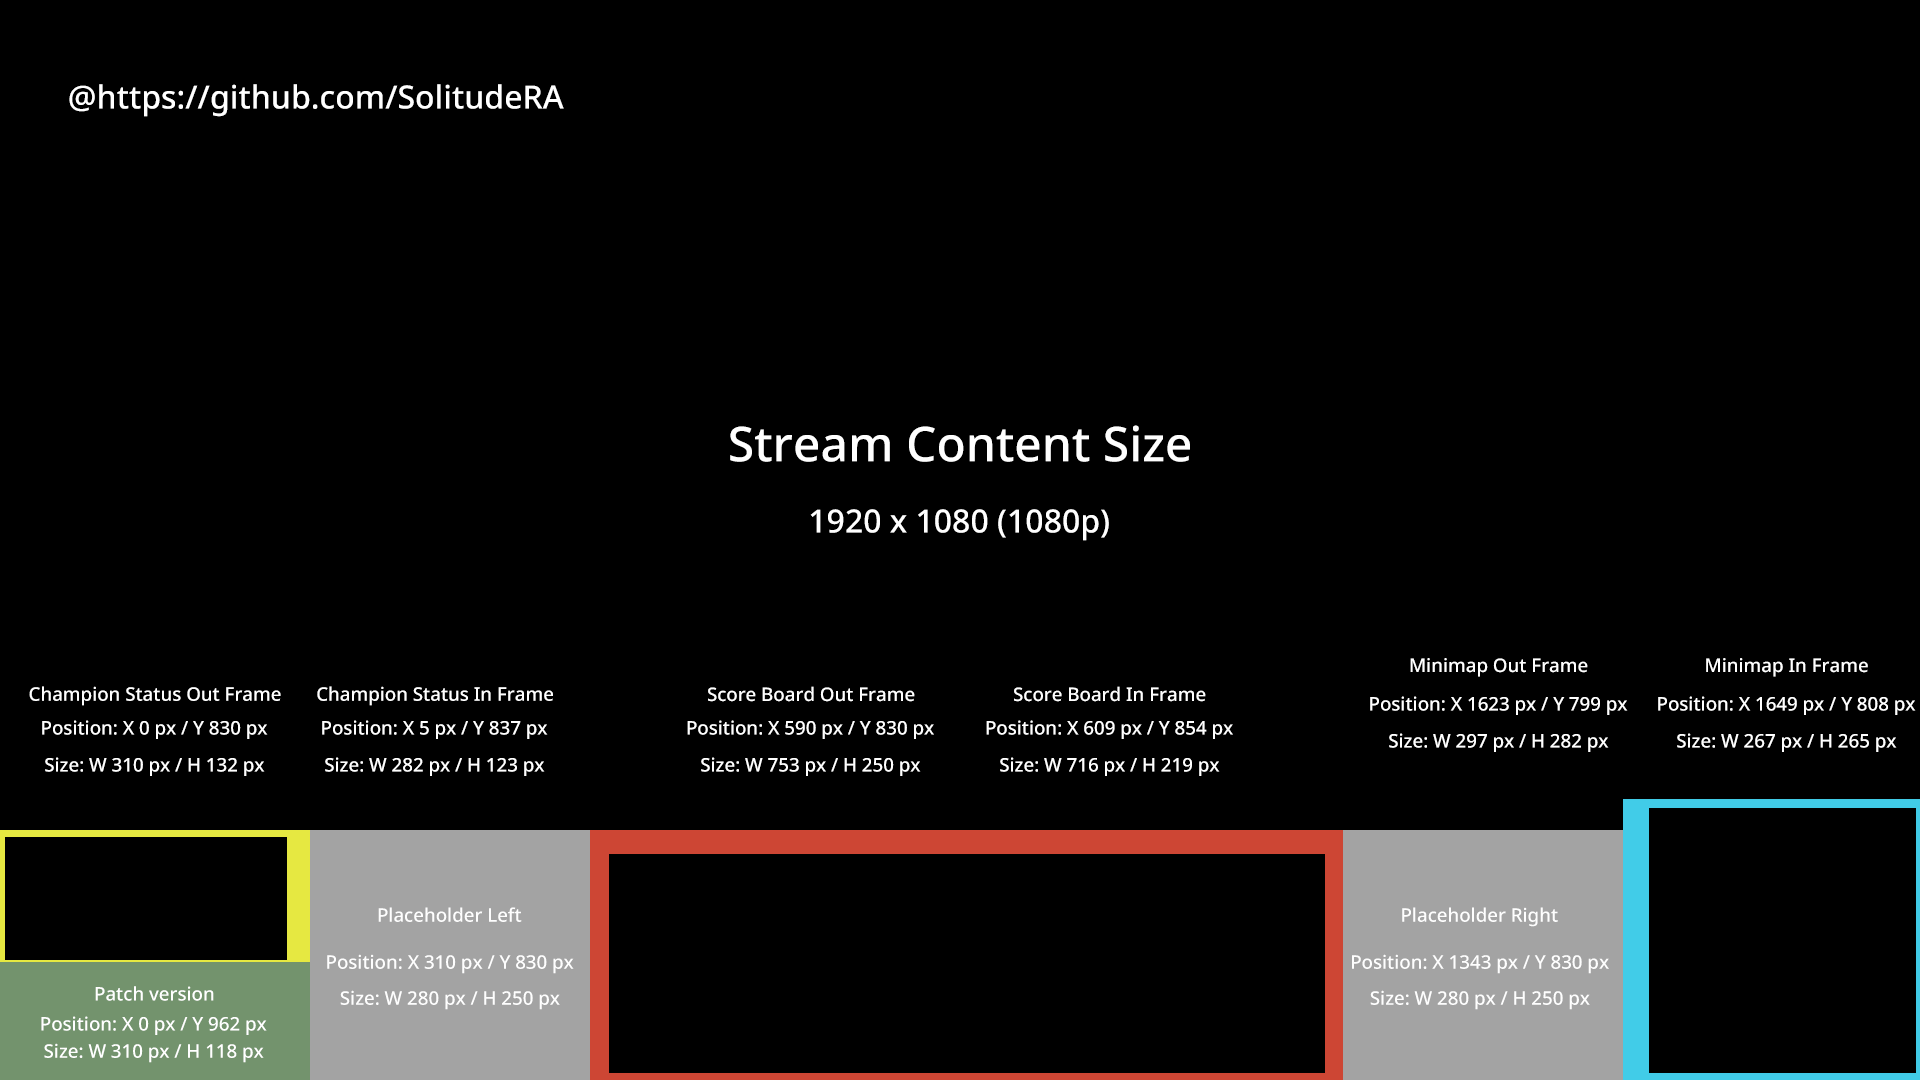 @https://github.com/SolitudeRA
Stream Content Size
1920 x 1080 (1080p)
Champion Status Out Frame
Position: X 0 px / Y 830 px
Size: W 310 px / H 132 px
Champion Status In Frame
Position: X 5 px / Y 837 px
Size: W 282 px / H 123 px
Score Board Out Frame
Position: X 590 px / Y 830 px
Size: W 753 px / H 250 px
Score Board In Frame
Position: X 609 px / Y 854 px
Size: W 716 px / H 219 px
Minimap Out Frame
Position: X 1623 px / Y 799 px
Size: W 297 px / H 282 px
Minimap In Frame
Position: X 1649 px / Y 808 px
Size: W 267 px / H 265 px
Patch version
Position: X 0 px / Y 962 px
Size: W 310 px / H 118 px
Placeholder Left
Position: X 310 px / Y 830 px
Size: W 280 px / H 250 px
Placeholder Right
Position: X 1343 px / Y 830 px
Size: W 280 px / H 250 px